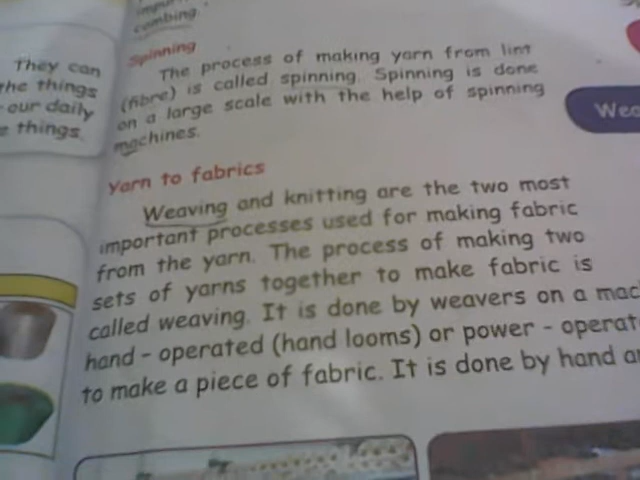 combing.
They can
the things
our daily
things.
Spinning
The process of making yarn from lint
(fibre) is called spinning. Spinning is done
on a large scale with the help of spinning
machines.
Yarn to fabrics
Weaving and knitting are the two most
important processes used for making fabric
from the yarn. The process of making two
sets of yarns together to make fabric is
called weaving. It is done by weavers on a
hand - operated (hand looms) or power -
to make a piece of fabric. It is done by hand